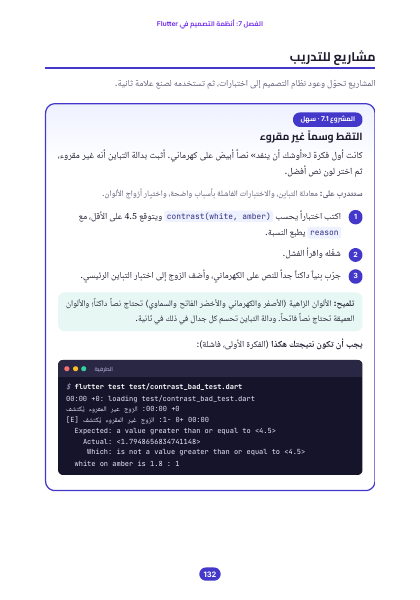 الفصل 7: أنظمة التصميم في Flutter
مشاريع للتدريب
المشاريع تحوّل وعود نظام التصميم إلى اختبارات، ثم تستخدمه لصنع علامة ثانية.
المشروع 7.1 · سهل
التقط وسماً غير مقروء
كانت أول فكرة لـ«أوشك أن ينفد» نصاً أبيض على كهرماني. أثبت بدالة التباين أنه غير مقروء،
ثم اختر لون نص أفضل.
ستتدرب على: معادلة التباين، والاختبارات الفاشلة بأسباب واضحة، واختيار أزواج الألوان.
1 اكتب اختباراً يحسب contrast(white, amber) ويتوقع 4.5 على الأقل، مع
reason يطبع النسبة.
2 شغّله واقرأ الفشل.
3 جرّب بنياً داكناً جداً للنص على الكهرماني، وأضف الزوج إلى اختبار التباين الرئيسي.
تلميح: الألوان الزاهية (الأصفر والكهرماني والأخضر الفاتح والسماوي) تحتاج نصاً داكناً؛ والألوان
العميقة تحتاج نصاً فاتحاً. ودالة التباين تحسم كل جدال في ذلك في ثانية.
يجب أن تكون نتيجتك هكذا (الفكرة الأولى، فاشلة):
الطرفية
$ flutter test test/contrast_bad_test.dart
00:00 +0: loading test/contrast_bad_test.dart
00:00 +0: الزوج غير المقروء يُكتشف
00:00 +0 -1: الزوج غير المقروء يُكتشف [E]
Expected: a value greater than or equal to <4.5>
Actual: <1.7948656834741148>
Which: is not a value greater than or equal to <4.5>
white on amber is 1.8 : 1
132